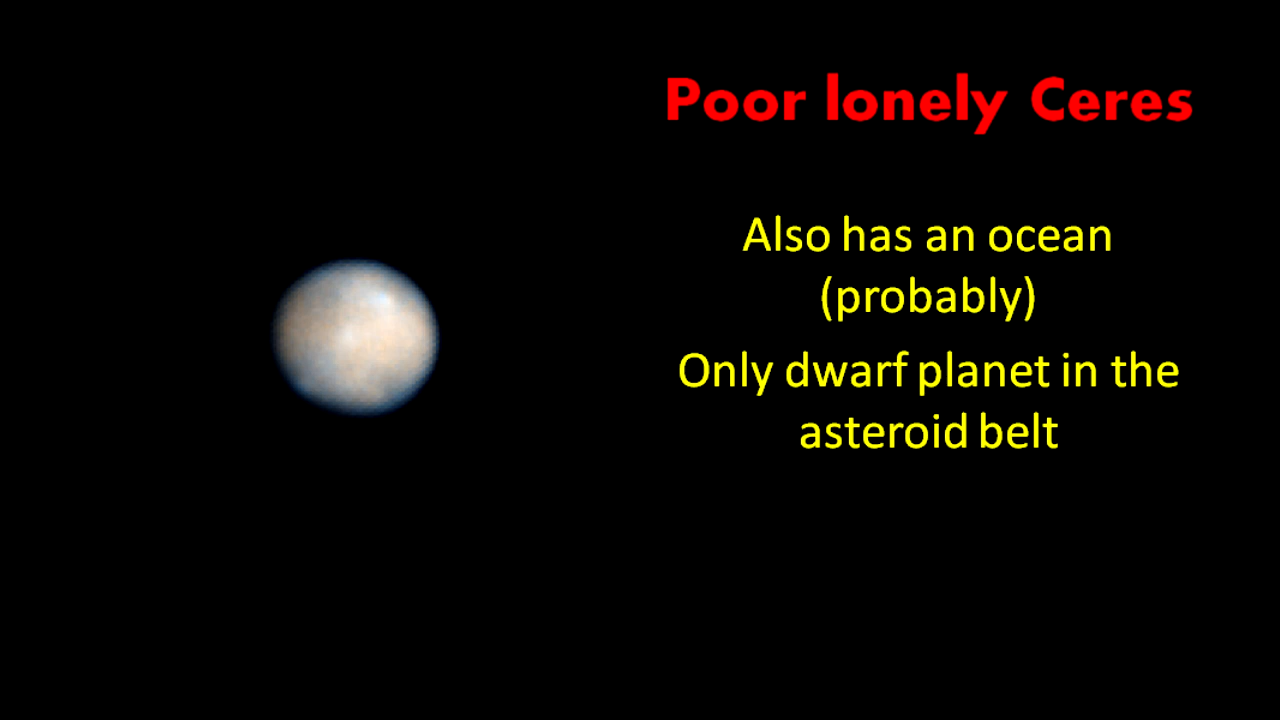 Poor lonely Ceres
Also has an ocean
(probably)
Only dwarf planet in the
asteroid belt